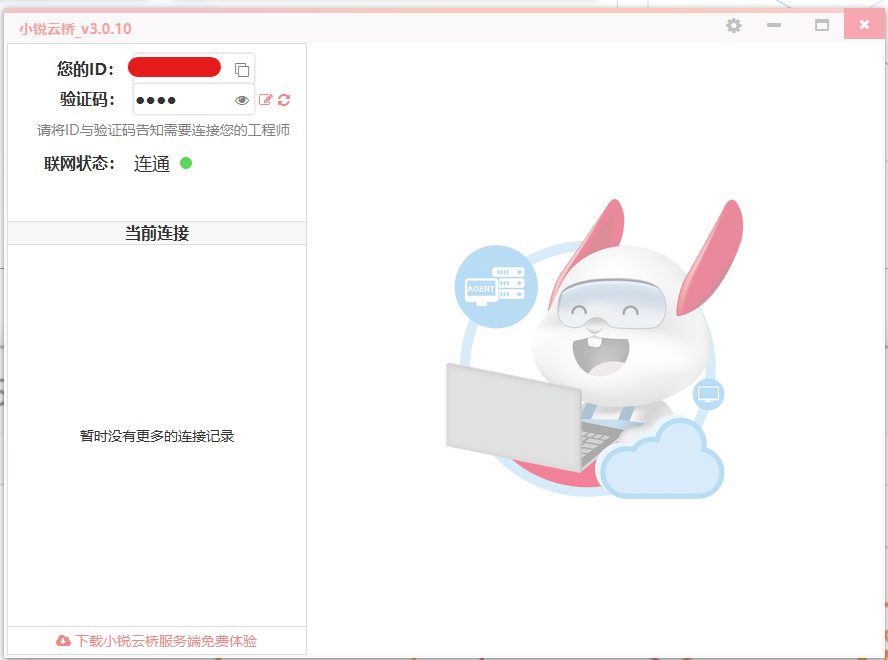 小锐云桥_v3.0.10
您的ID：
验证码： ●●●●
请将ID与验证码告知需要连接您的工程师
联网状态： 连通
当前连接
AGENT
暂时没有更多的连接记录
下载小锐云桥服务端免费体验